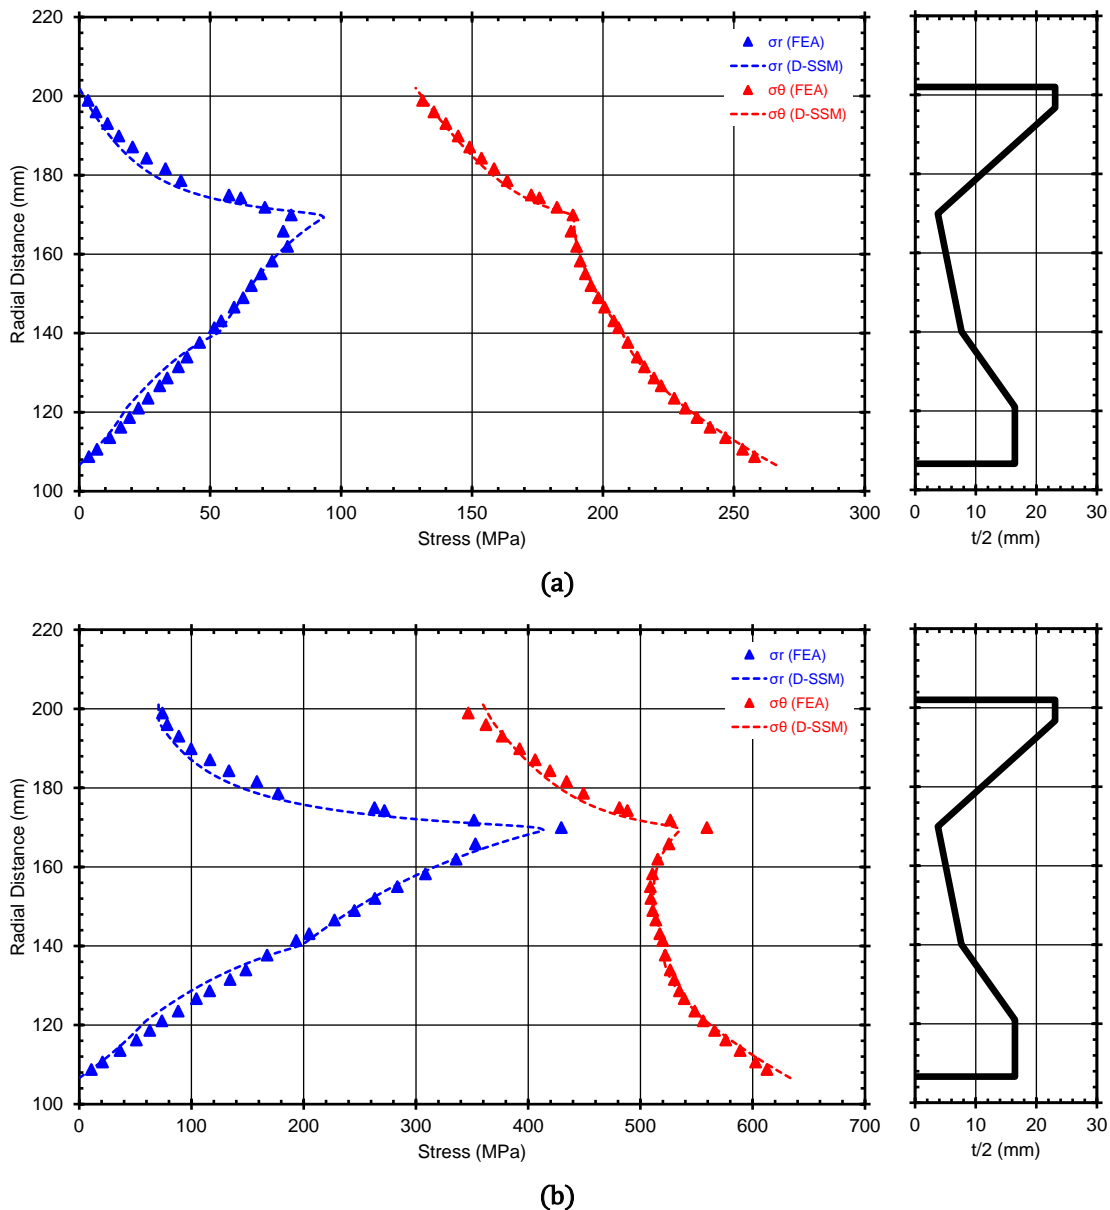 220
200
180
160
140
120
100
Radial Distance (mm)
σr (FEA)
σr (D-SSM)
σθ (FEA)
σθ (D-SSM)
0 50 100 150 200 250 300
Stress (MPa)
0 10 20 30
t/2 (mm)
(a)
220
200
180
160
140
120
100
Radial Distance (mm)
σr (FEA)
σr (D-SSM)
σθ (FEA)
σθ (D-SSM)
0 100 200 300 400 500 600 700
Stress (MPa)
0 10 20 30
t/2 (mm)
(b)